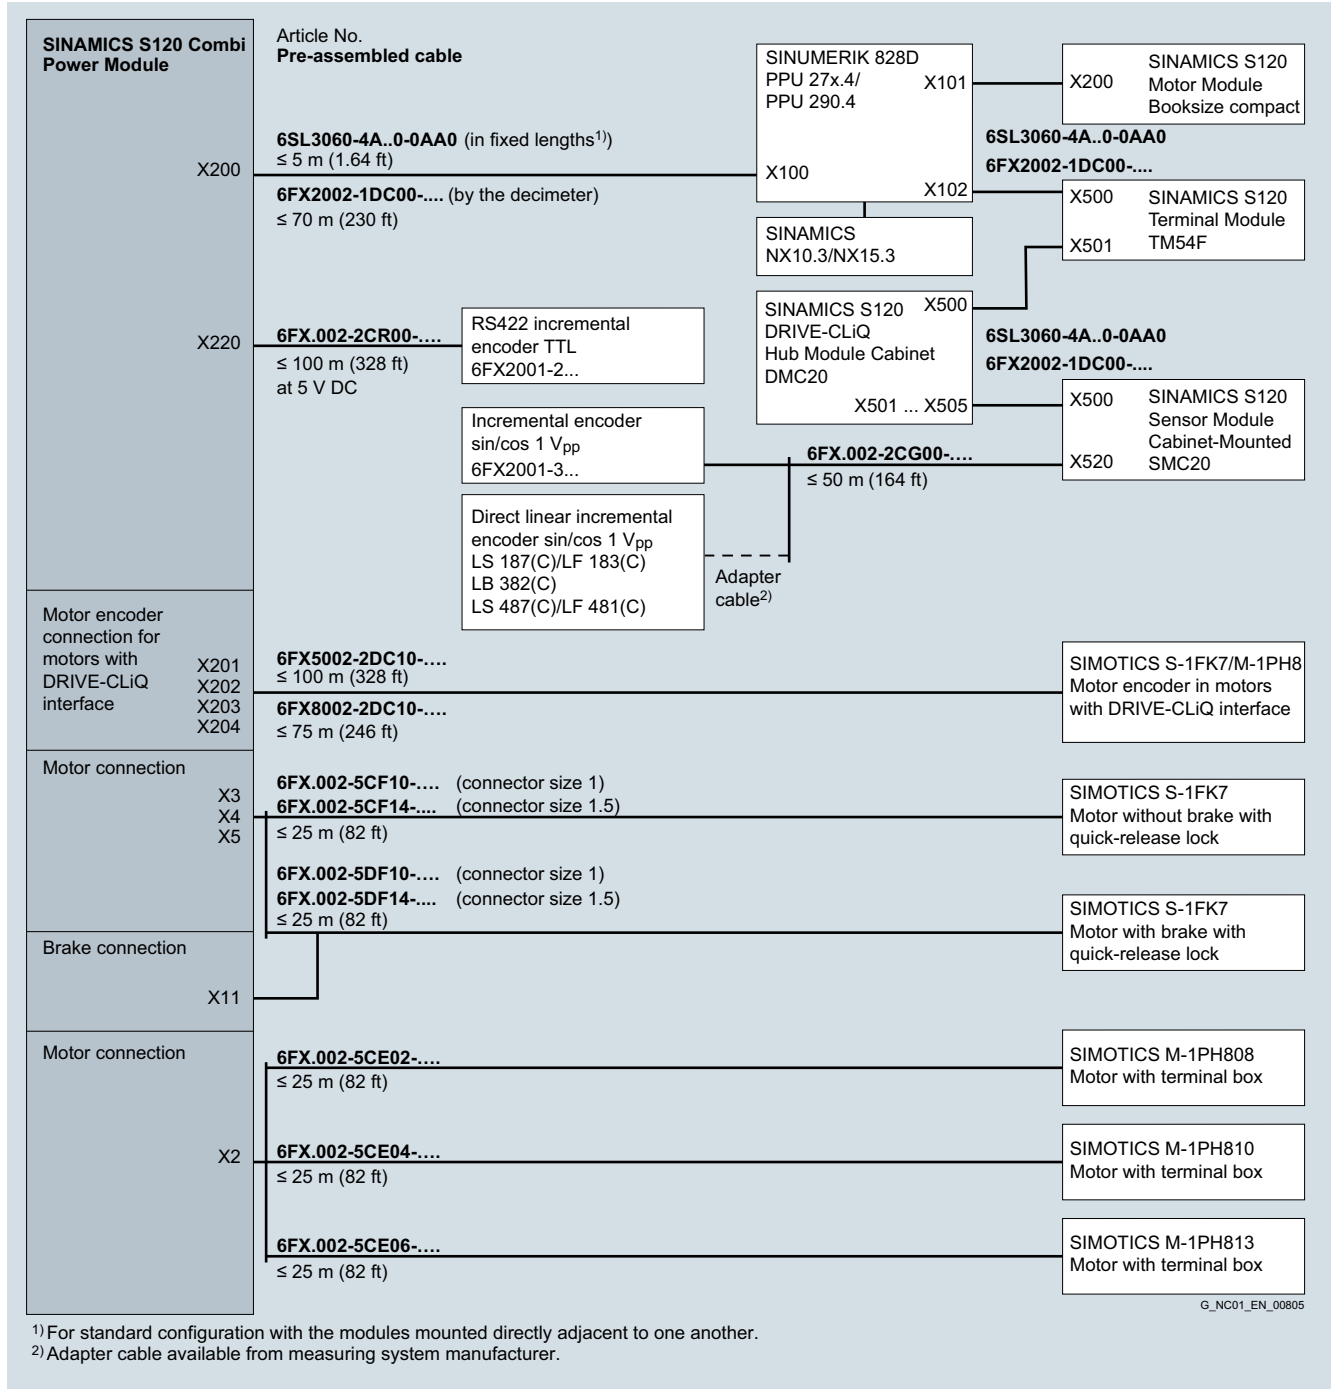 SINAMICS S120 Combi
Power Module
Article No.
Pre-assembled cable
SINUMERIK 828D
PPU 27x.4/
PPU 290.4
X101
X100
X102
X200
SINAMICS S120
Motor Module
Booksize compact
6SL3060-4A..0-0AA0
6FX2002-1DC00-....
X200
6SL3060-4A..0-0AA0 (in fixed lengths1))
≤ 5 m (1.64 ft)
6FX2002-1DC00-.... (by the decimeter)
≤ 70 m (230 ft)
SINAMICS
NX10.3/NX15.3
X500
X501
SINAMICS S120
Terminal Module
TM54F
SINAMICS S120
DRIVE-CLiQ
Hub Module Cabinet
DMC20
X500
X501 ... X505
6SL3060-4A..0-0AA0
6FX2002-1DC00-....
X220
6FX.002-2CR00-....
≤ 100 m (328 ft)
at 5 V DC
RS422 incremental
encoder TTL
6FX2001-2...
X500
X520
SINAMICS S120
Sensor Module
Cabinet-Mounted
SMC20
Incremental encoder
sin/cos 1 Vpp
6FX2001-3...
6FX.002-2CG00-....
≤ 50 m (164 ft)
Direct linear incremental
encoder sin/cos 1 Vpp
LS 187(C)/LF 183(C)
LB 382(C)
LS 487(C)/LF 481(C)
Adapter
cable2)
Motor encoder
connection for
motors with
DRIVE-CLiQ
interface
X201
X202
X203
X204
6FX5002-2DC10-....
≤ 100 m (328 ft)
6FX8002-2DC10-....
≤ 75 m (246 ft)
SIMOTICS S-1FK7/M-1PH8
Motor encoder in motors
with DRIVE-CLiQ interface
Motor connection
X3
X4
X5
6FX.002-5CF10-.... (connector size 1)
6FX.002-5CF14-.... (connector size 1.5)
≤ 25 m (82 ft)
SIMOTICS S-1FK7
Motor without brake with
quick-release lock
6FX.002-5DF10-.... (connector size 1)
6FX.002-5DF14-.... (connector size 1.5)
≤ 25 m (82 ft)
SIMOTICS S-1FK7
Motor with brake with
quick-release lock
Brake connection
X11
Motor connection
X2
6FX.002-5CE02-....
≤ 25 m (82 ft)
SIMOTICS M-1PH808
Motor with terminal box
6FX.002-5CE04-....
≤ 25 m (82 ft)
SIMOTICS M-1PH810
Motor with terminal box
6FX.002-5CE06-....
≤ 25 m (82 ft)
SIMOTICS M-1PH813
Motor with terminal box
G_NC01_EN_00805
1) For standard configuration with the modules mounted directly adjacent to one another.
2) Adapter cable available from measuring system manufacturer.